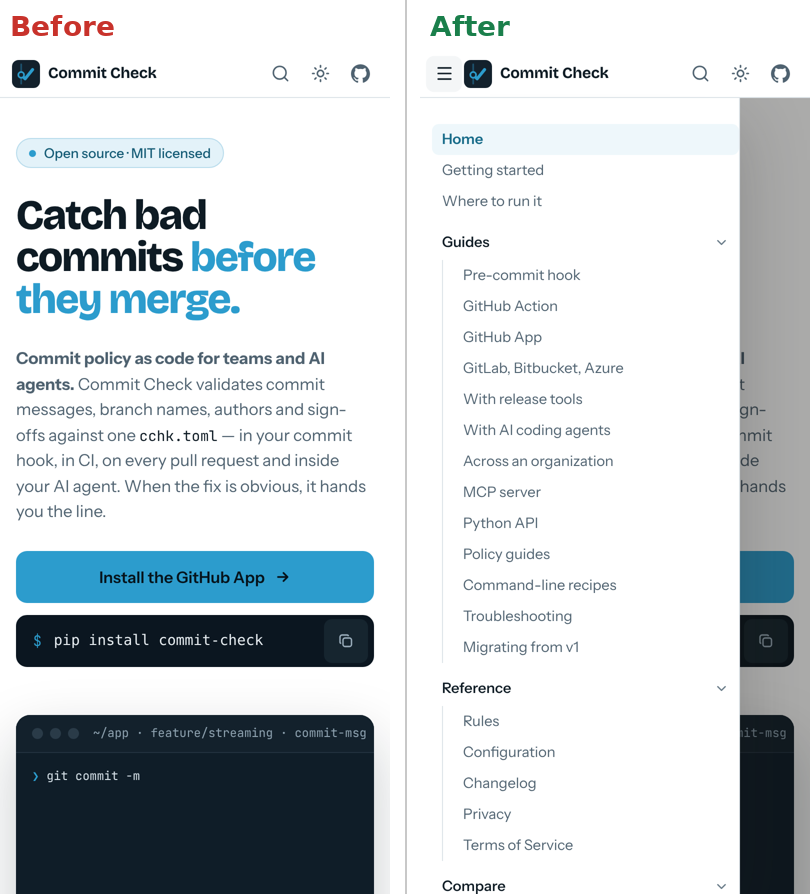 Before
Commit Check
Open source · MIT licensed
Catch bad
commits before
they merge.
Commit policy as code for teams and AI
agents. Commit Check validates commit
messages, branch names, authors and sign-
offs against one cchk.toml — in your commit
hook, in CI, on every pull request and inside
your AI agent. When the fix is obvious, it hands
you the line.
Install the GitHub App →
$ pip install commit-check
~/app · feature/streaming · commit-msg
❯ git commit -m
After
Commit Check
Home
Getting started
Where to run it
Guides
Pre-commit hook
GitHub Action
GitHub App
GitLab, Bitbucket, Azure
With release tools
With AI coding agents
Across an organization
MCP server
Python API
Policy guides
Command-line recipes
Troubleshooting
Migrating from v1
Reference
Rules
Configuration
Changelog
Privacy
Terms of Service
Compare
gn-
mmit
de
hands
it-msg